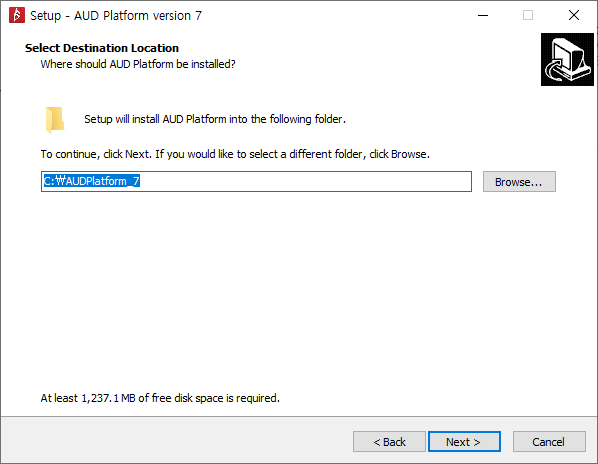 Setup - AUD Platform version 7
Select Destination Location
Where should AUD Platform be installed?
Setup will install AUD Platform into the following folder.
To continue, click Next. If you would like to select a different folder, click Browse.
C:₩AUDPlatform_7
Browse...
At least 1,237.1 MB of free disk space is required.
< Back
Next >
Cancel